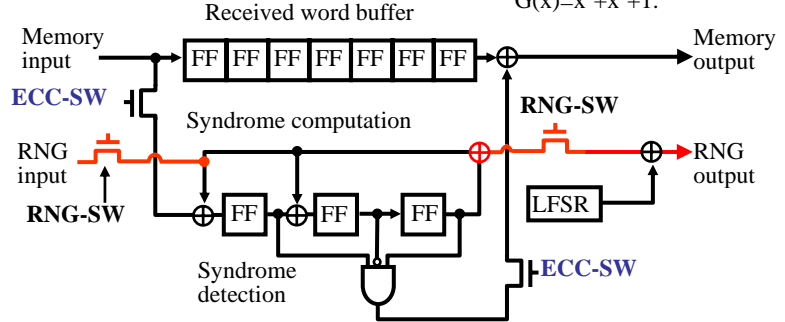 G(x)=x +x +1.
Received word buffer
Memory
input
FF FF FF FF FF FF FF
Memory
output
ECC-SW
RNG-SW
Syndrome computation
RNG
input
RNG
output
RNG-SW
FF FF FF
LFSR
Syndrome
detection
ECC-SW